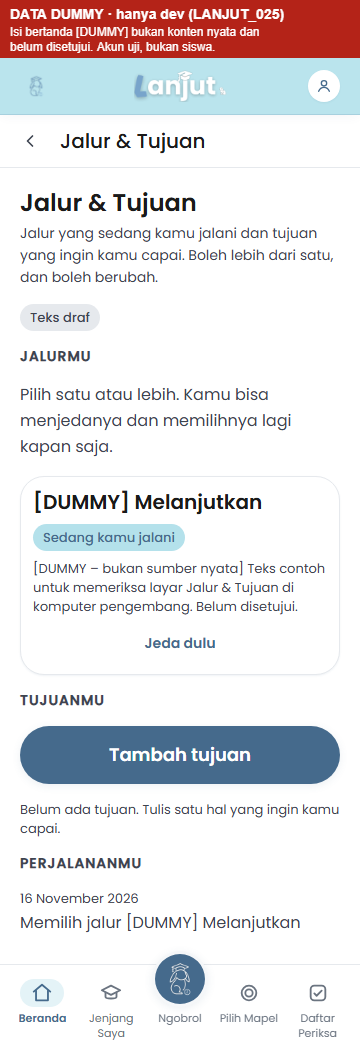 DATA DUMMY - hanya dev (LANJUT_025)
Isi bertanda [DUMMY] bukan konten nyata dan
belum disetujui. Akun uji, bukan siswa.
Lanjut
Jalur & Tujuan
Jalur & Tujuan
Jalur yang sedang kamu jalani dan tujuan
yang ingin kamu capai. Boleh lebih dari satu,
dan boleh berubah.
Teks draf
JALURMU
Pilih satu atau lebih. Kamu bisa
menjedanya dan memilihnya lagi
kapan saja.
[DUMMY] Melanjutkan
Sedang kamu jalani
[DUMMY – bukan sumber nyata] Teks contoh
untuk memeriksa layar Jalur & Tujuan di
komputer pengembang. Belum disetujui.
Jeda dulu
TUJUANMU
Tambah tujuan
Belum ada tujuan. Tulis satu hal yang ingin kamu
capai.
PERJALANANMU
16 November 2026
Memilih jalur [DUMMY] Melanjutkan
Beranda
Jenjang
Saya
Ngobrol
Pilih Mapel
Daftar
Periksa